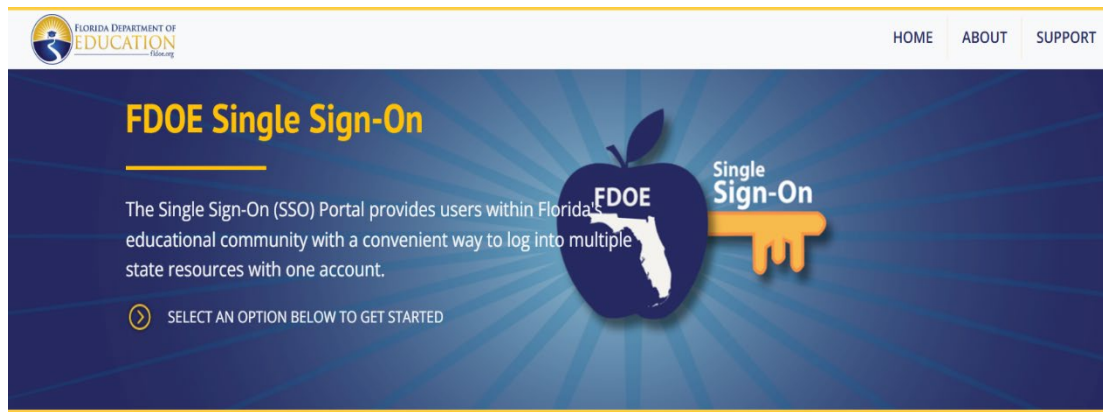 FLORIDA DEPARTMENT OF
EDUCATION
fldoe.org
HOME ABOUT SUPPORT
FDOE Single Sign-On
The Single Sign-On (SSO) Portal provides users within Florida's
educational community with a convenient way to log into multiple
state resources with one account.
SELECT AN OPTION BELOW TO GET STARTED
FDOE
Single
Sign-On